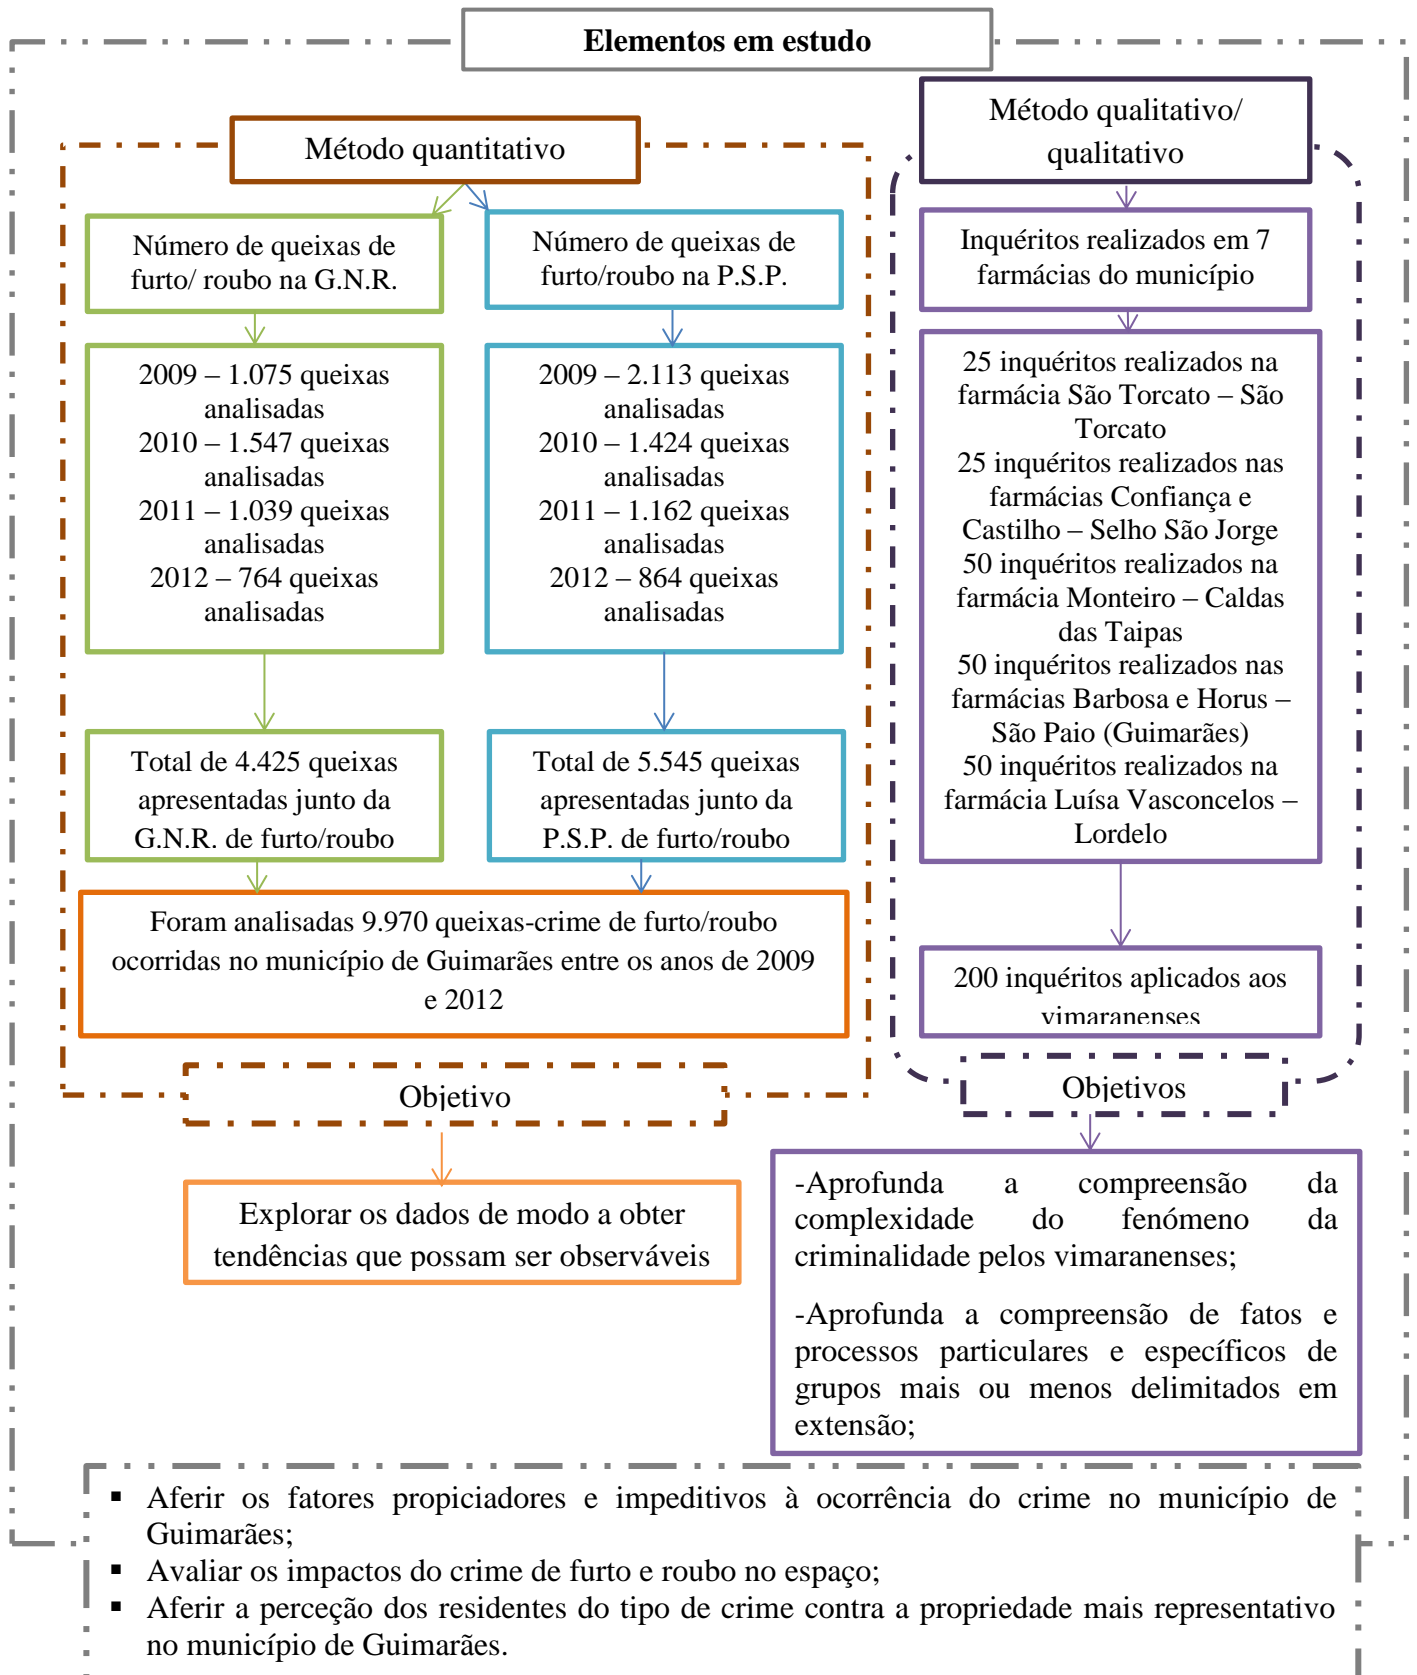 Elementos em estudo
Método quantitativo
Número de queixas de
furto/ roubo na G.N.R.
2009 – 1.075 queixas
analisadas
2010 – 1.547 queixas
analisadas
2011 – 1.039 queixas
analisadas
2012 – 764 queixas
analisadas
Total de 4.425 queixas
apresentadas junto da
G.N.R. de furto/roubo
Número de queixas de
furto/roubo na P.S.P.
2009 – 2.113 queixas
analisadas
2010 – 1.424 queixas
analisadas
2011 – 1.162 queixas
analisadas
2012 – 864 queixas
analisadas
Total de 5.545 queixas
apresentadas junto da
P.S.P. de furto/roubo
Foram analisadas 9.970 queixas-crime de furto/roubo
ocorridas no município de Guimarães entre os anos de 2009
e 2012
Objetivo
Explorar os dados de modo a obter
tendências que possam ser observáveis
Método qualitativo/
qualitativo
Inquéritos realizados em 7
farmácias do município
25 inquéritos realizados na
farmácia São Torcato – São
Torcato
25 inquéritos realizados nas
farmácias Confiança e
Castilho – Selho São Jorge
50 inquéritos realizados na
farmácia Monteiro – Caldas
das Taipas
50 inquéritos realizados nas
farmácias Barbosa e Horus –
São Paio (Guimarães)
50 inquéritos realizados na
farmácia Luísa Vasconcelos –
Lordelo
200 inquéritos aplicados aos
vimaranenses
Objetivos
-Aprofunda a compreensão da
complexidade do fenómeno da
criminalidade pelos vimaranenses;
-Aprofunda a compreensão de fatos e
processos particulares e específicos de
grupos mais ou menos delimitados em
extensão;
▪ Aferir os fatores propiciadores e impeditivos à ocorrência do crime no município de
Guimarães;
▪ Avaliar os impactos do crime de furto e roubo no espaço;
▪ Aferir a perceção dos residentes do tipo de crime contra a propriedade mais representativo
no município de Guimarães.